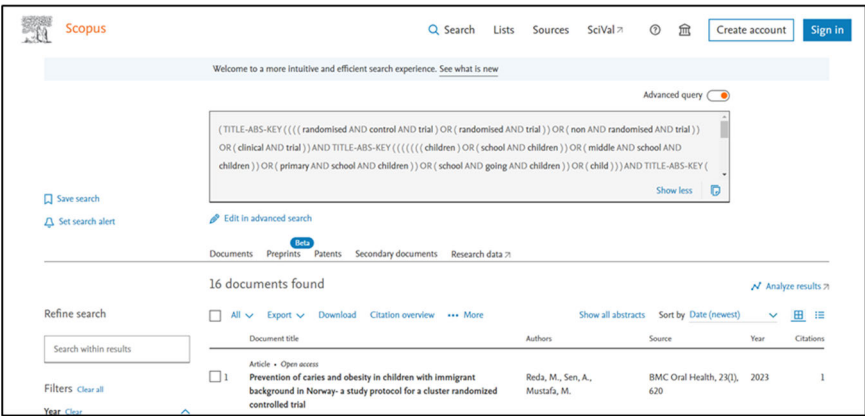 Scopus
Search Lists Sources SciVal Create account Sign in
Welcome to a more intuitive and efficient search experience. See what is new
Advanced query
( TITLE-ABS-KEY ( ( ( ( randomised AND control AND trial ) OR ( randomised AND trial ) ) OR ( non AND randomised AND trial ) )
OR ( clinical AND trial ) ) AND TITLE-ABS-KEY ( ( ( ( ( ( ( children ) OR ( school AND children ) ) OR ( middle AND school AND
children ) ) OR ( primary AND school AND children ) ) OR ( school AND going AND children ) ) OR ( child ) ) ) AND TITLE-ABS-KEY (
Show less
Save search
Set search alert
Edit in advanced search
Beta
Documents Preprints Patents Secondary documents Research data
16 documents found
Analyze results
Refine search
All Export Download Citation overview ••• More Show all abstracts Sort by Date (newest)
Document title Authors Source Year Citations
Search within results
Article • Open access
1 Prevention of caries and obesity in children with immigrant Reda, M., Sen, A., BMC Oral Health, 23(1), 2023 1
background in Norway- a study protocol for a cluster randomized Mustafa, M. 620
controlled trial
Filters Clear all
Year Clear